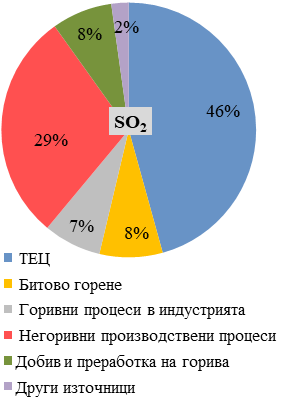 2%
8%
46%
SO₂
29%
7%
8%
ТЕЦ
Битово горене
Горивни процеси в индустрията
Негоривни производствени процеси
Добив и преработка на горива
Други източници